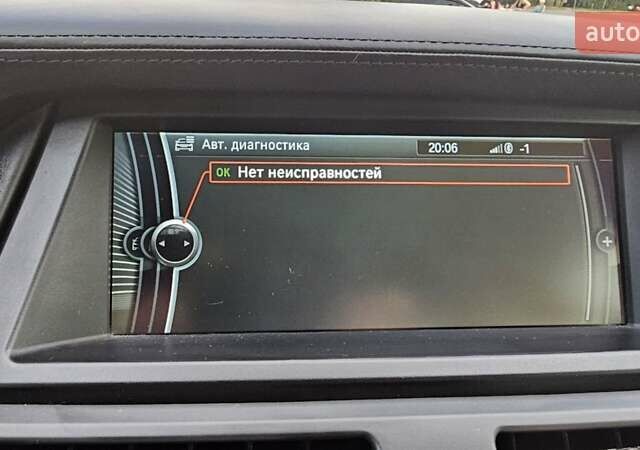 auto
Авт. диагностика 20:06 -1
OK Нет неисправностей
+